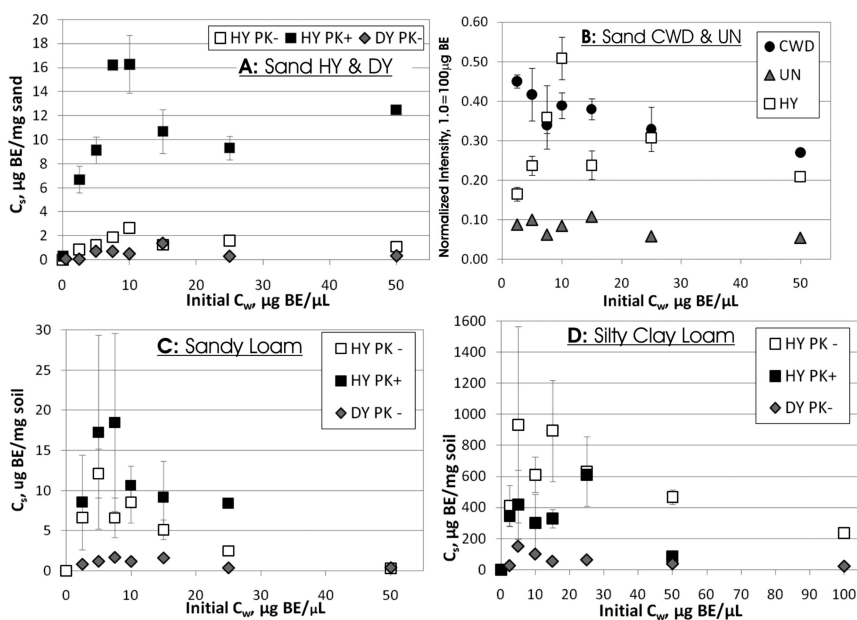 HY PK- HY PK+ DY PK-
A: Sand HY & DY
20
18
16
14
12
10
8
6
4
2
0
0 10 20 30 40 50
Cs, µg BE/mg sand
Initial Cw, µg BE/µL
B: Sand CWD & UN
CWD
UN
HY
0.60
0.50
0.40
0.30
0.20
0.10
0.00
0 10 20 30 40 50
Normalized Intensity, 1.0=100µg BE
Initial Cw, µg BE/µL
C: Sandy Loam
HY PK -
HY PK+
DY PK -
30
25
20
15
10
5
0
0 10 20 30 40 50
Cs, ug BE/mg soil
Initial Cw, µg BE/µL
D: Silty Clay Loam
HY PK -
HY PK+
DY PK-
1600
1400
1200
1000
800
600
400
200
0
0 10 20 30 40 50 60 70 80 90 100
Cs, µg BE/mg soil
Initial Cw, µg BE/µL